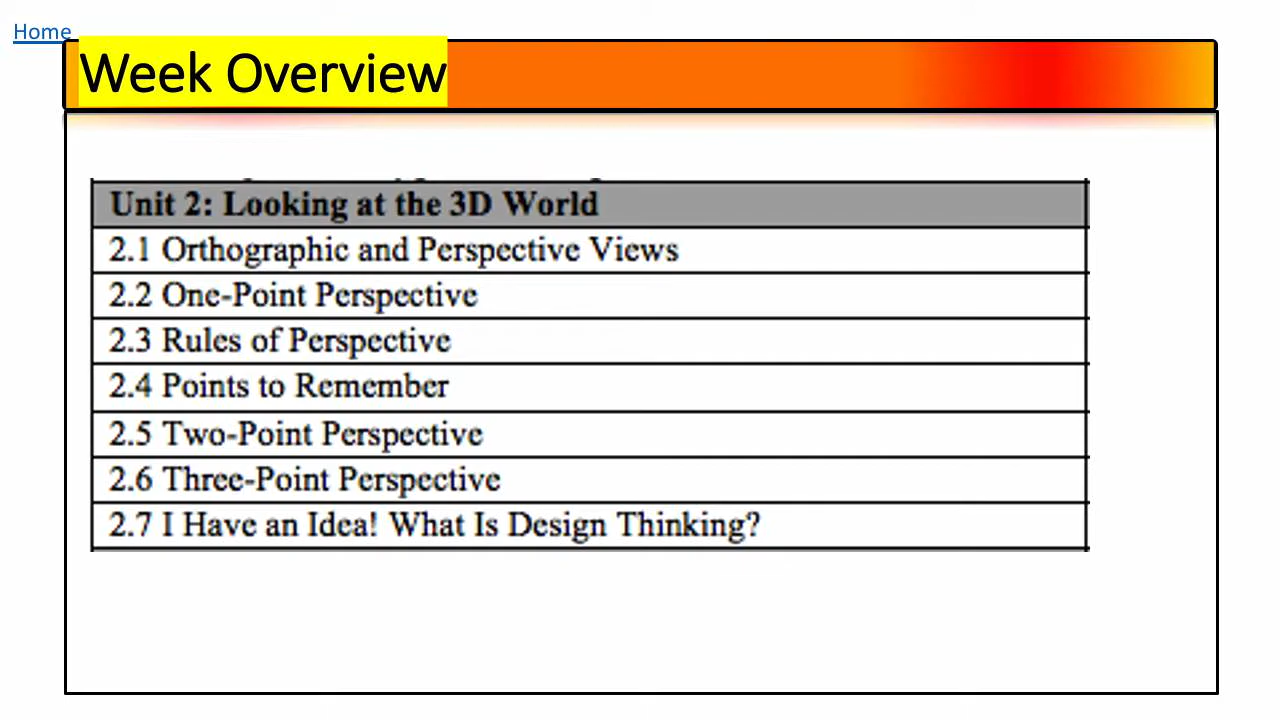 Home
Week Overview
Unit 2: Looking at the 3D World
2.1 Orthographic and Perspective Views
2.2 One-Point Perspective
2.3 Rules of Perspective
2.4 Points to Remember
2.5 Two-Point Perspective
2.6 Three-Point Perspective
2.7 I Have an Idea! What Is Design Thinking?